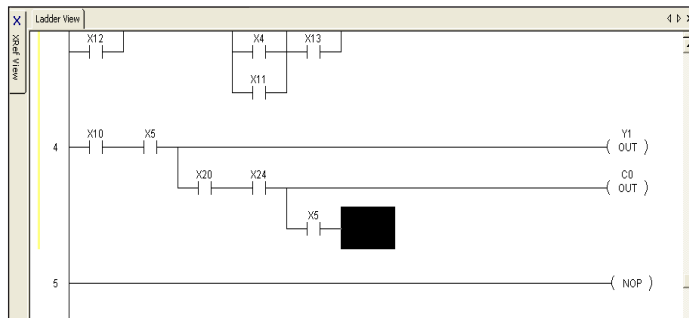 X
XRef View
Ladder View
X12
X4
X13
X11
4
X10
X5
Y1
OUT
X20
X24
C0
OUT
X5
5
NOP